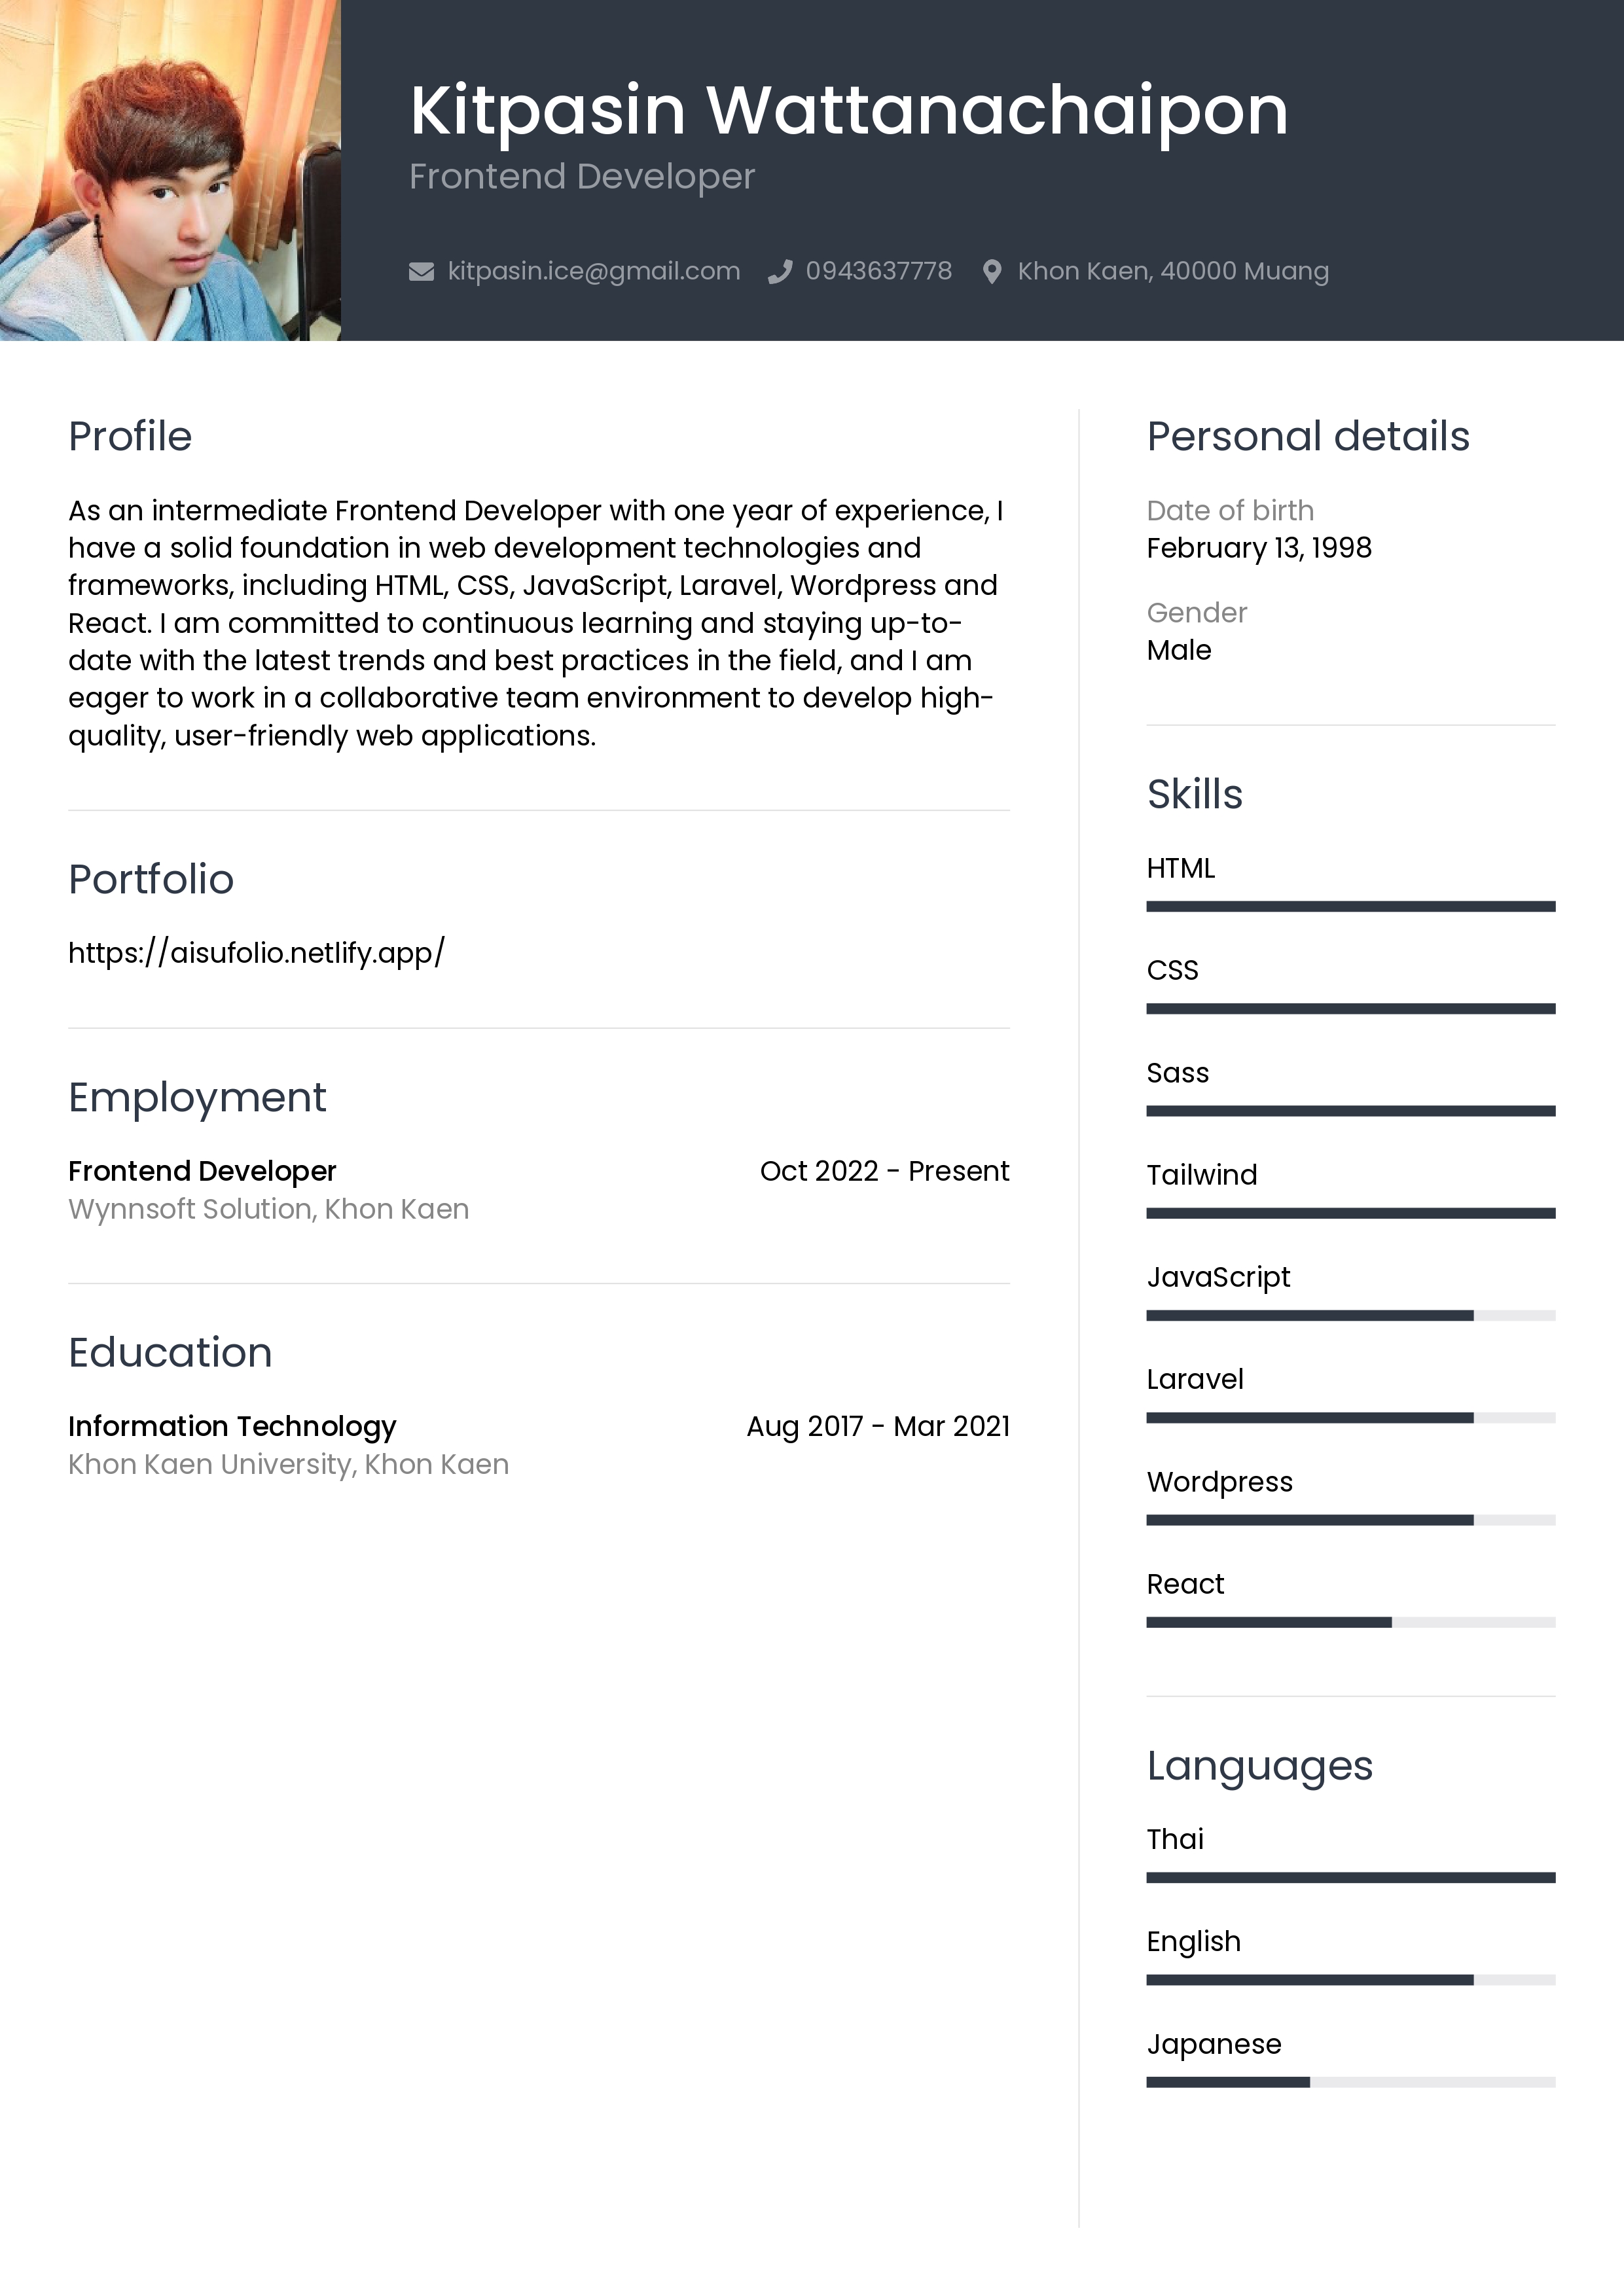 Kitpasin Wattanachaipon
Frontend Developer
kitpasin.ice@gmail.com 0943637778 Khon Kaen, 40000 Muang
Profile
As an intermediate Frontend Developer with one year of experience, I
have a solid foundation in web development technologies and
frameworks, including HTML, CSS, JavaScript, Laravel, Wordpress and
React. I am committed to continuous learning and staying up-to-
date with the latest trends and best practices in the field, and I am
eager to work in a collaborative team environment to develop high-
quality, user-friendly web applications.
Portfolio
https://aisufolio.netlify.app/
Employment
Frontend Developer Oct 2022 - Present
Wynnsoft Solution, Khon Kaen
Education
Information Technology Aug 2017 - Mar 2021
Khon Kaen University, Khon Kaen
Personal details
Date of birth
February 13, 1998
Gender
Male
Skills
HTML
CSS
Sass
Tailwind
JavaScript
Laravel
Wordpress
React
Languages
Thai
English
Japanese